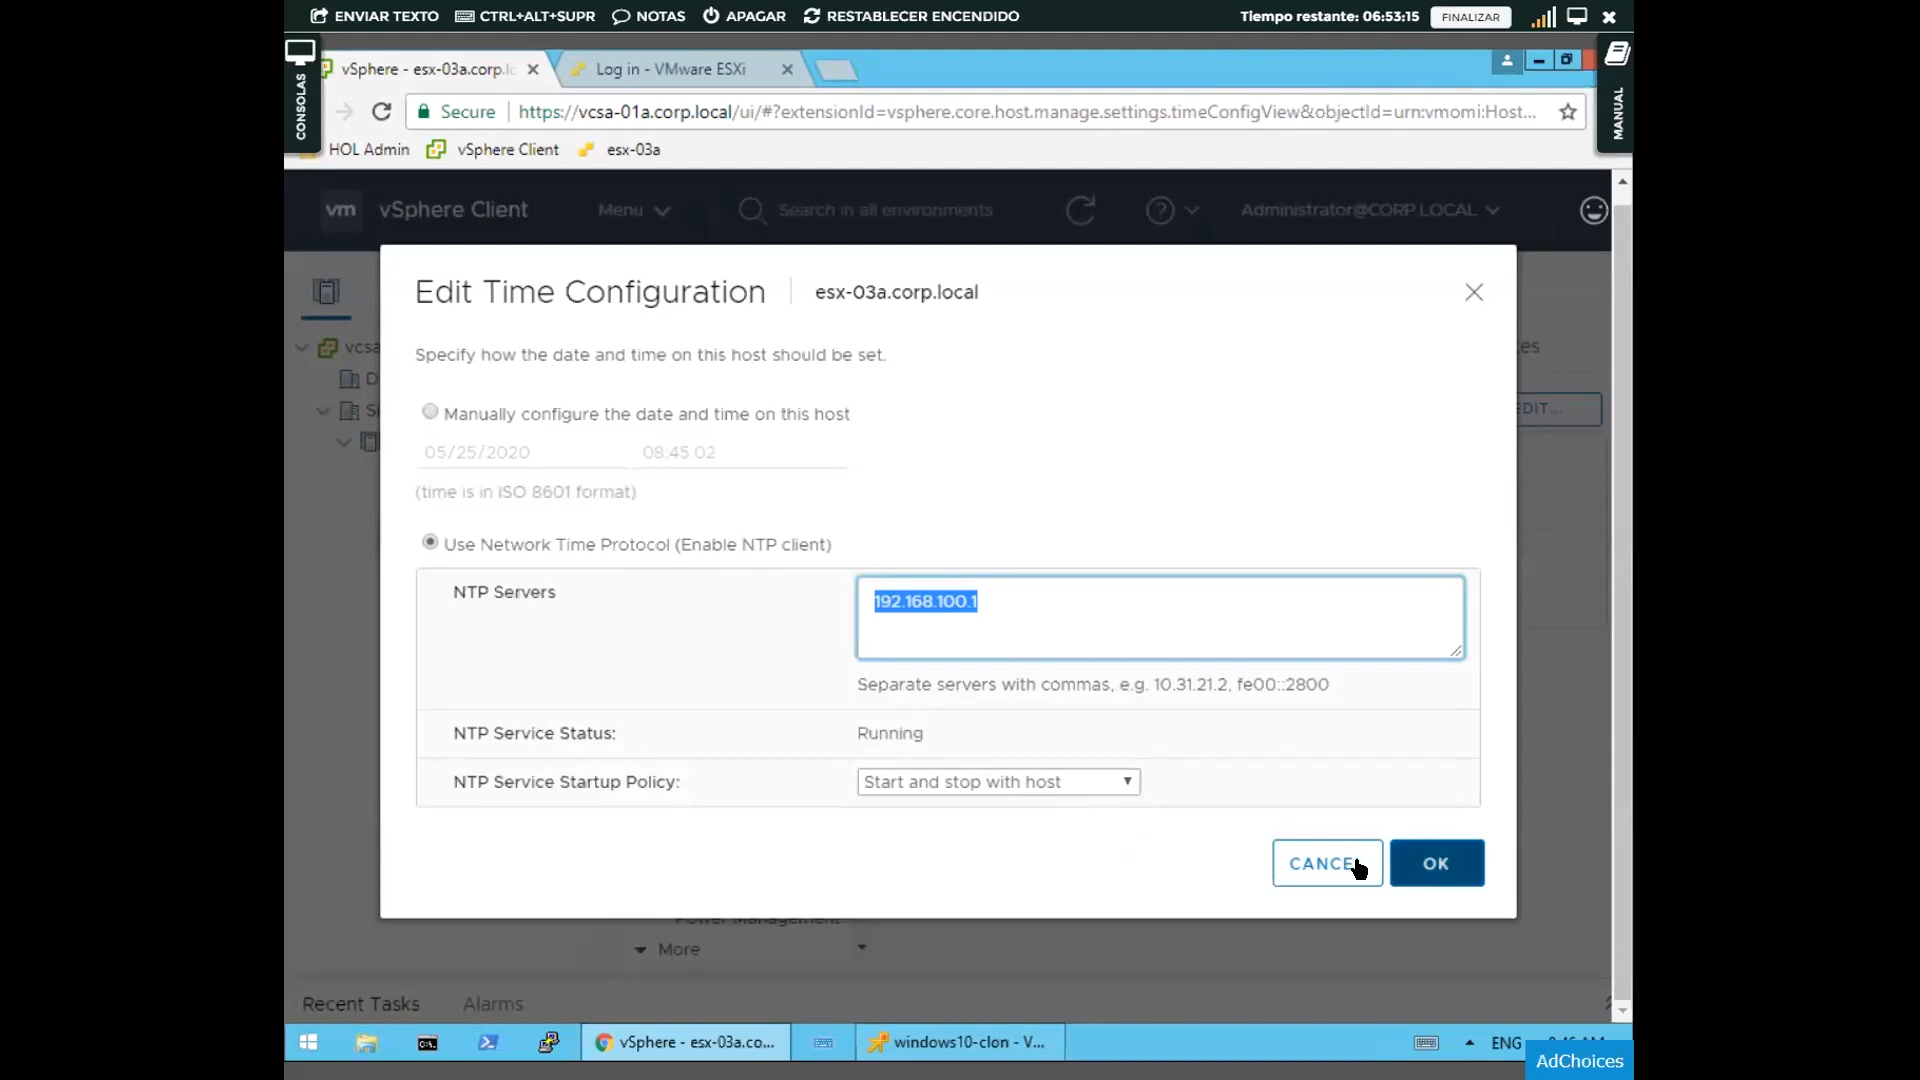 ENVIAR TEXTO CTRL+ALT+SUPR NOTAS APAGAR RESTABLECER ENCENDIDO Tiempo restante: 06:53:15 FINALIZAR
CONSOLAS
MANUAL
vSphere - esx-03a.corp.lc Log in - VMware ESXi
Secure https://vcsa-01a.corp.local/ui/#?extensionId=vsphere.core.host.manage.settings.timeConfigView&objectId=urn:vmomi:Host...
HOL Admin vSphere Client esx-03a
vm vSphere Client Menu Search in all environments Administrator@CORP.LOCAL
Edit Time Configuration esx-03a.corp.local
Specify how the date and time on this host should be set.
Manually configure the date and time on this host
05/25/2020 08:45:02
(time is in ISO 8601 format)
Use Network Time Protocol (Enable NTP client)
NTP Servers 192.168.100.1
Separate servers with commas, e.g. 10.31.21.2, fe00::2800
NTP Service Status: Running
NTP Service Startup Policy: Start and stop with host
CANCEL OK
vcsa
D
Si
EDIT...
Power Management
More
Recent Tasks Alarms
vSphere - esx-03a.co... windows10-clon - V... ENG
AdChoices